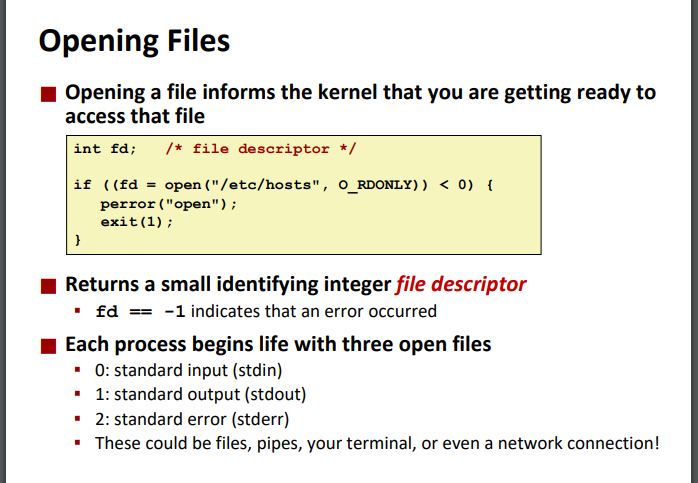 Opening Files
■ Opening a file informs the kernel that you are getting ready to
access that file
int fd;   /* file descriptor */
if ((fd = open("/etc/hosts", O_RDONLY)) < 0) {
   perror("open");
   exit(1);
}
■ Returns a small identifying integer file descriptor
▪ fd == -1 indicates that an error occurred
■ Each process begins life with three open files
▪ 0: standard input (stdin)
▪ 1: standard output (stdout)
▪ 2: standard error (stderr)
▪ These could be files, pipes, your terminal, or even a network connection!